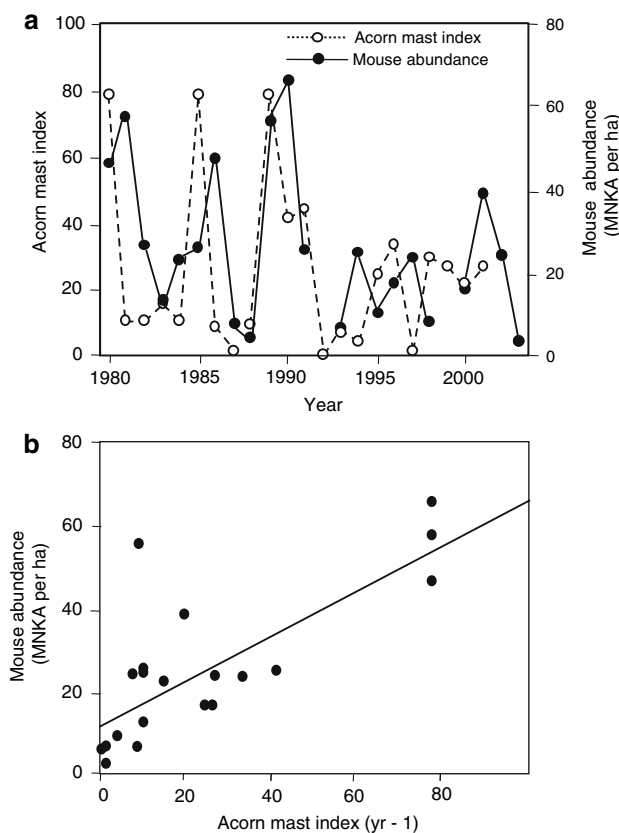 a
Acorn mast index
Mouse abundance
100
80
60
40
20
0
Acorn mast index
80
60
40
20
0
Mouse abundance
(MNKA per ha)
1980 1985 1990 1995 2000
Year
b
80
60
40
20
0
Mouse abundance
(MNKA per ha)
0 20 40 60 80
Acorn mast index (yr - 1)